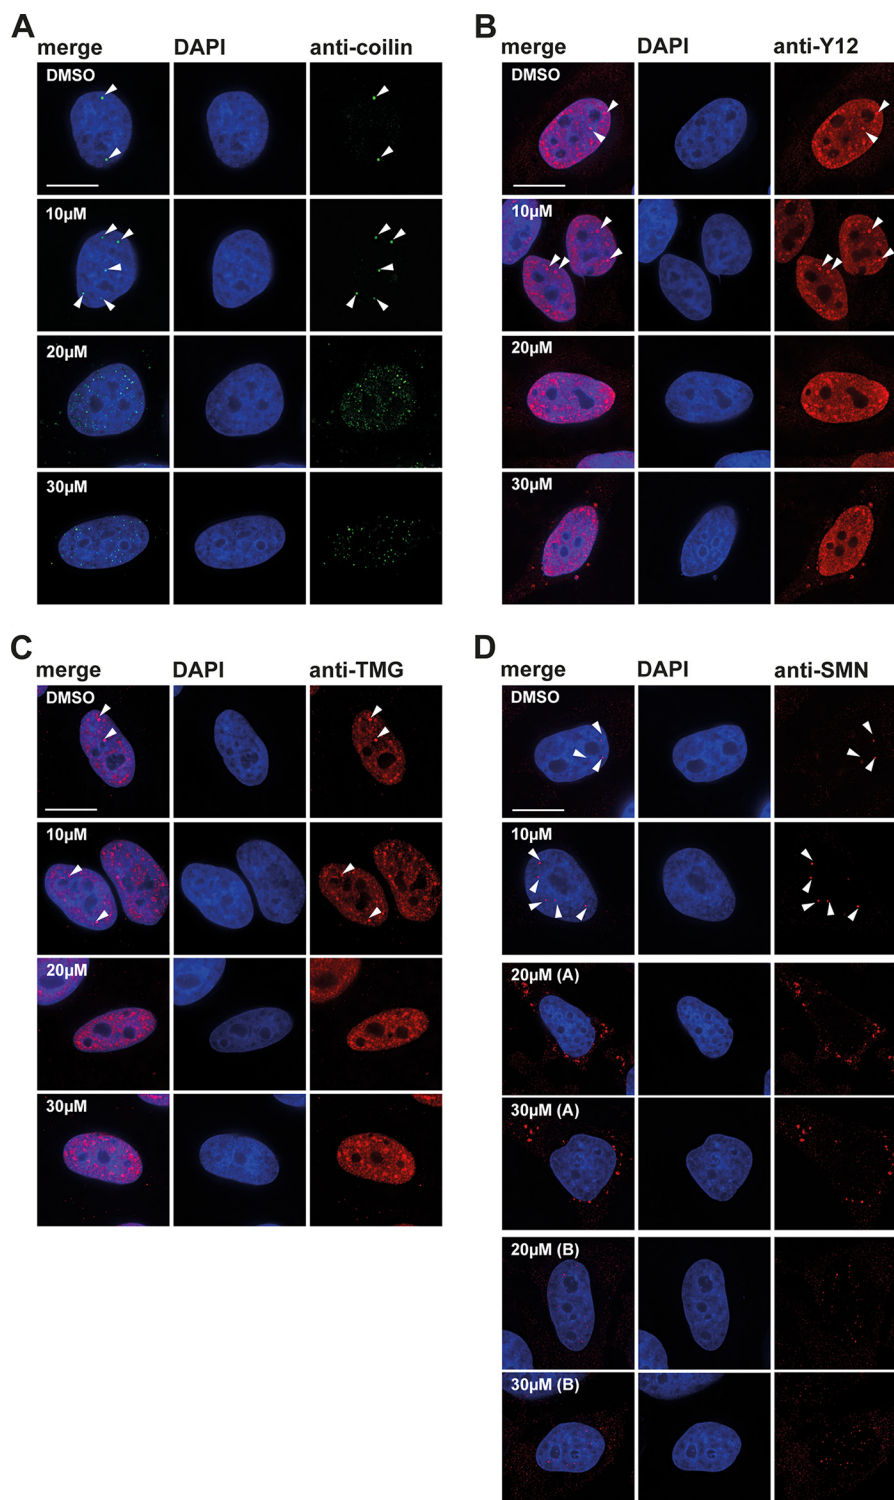 A
merge DAPI anti-coilin
DMSO
10µM
20µM
30µM
B
merge DAPI anti-Y12
DMSO
10µM
20µM
30µM
C
merge DAPI anti-TMG
DMSO
10µM
20µM
30µM
D
merge DAPI anti-SMN
DMSO
10µM
20µM (A)
30µM (A)
20µM (B)
30µM (B)